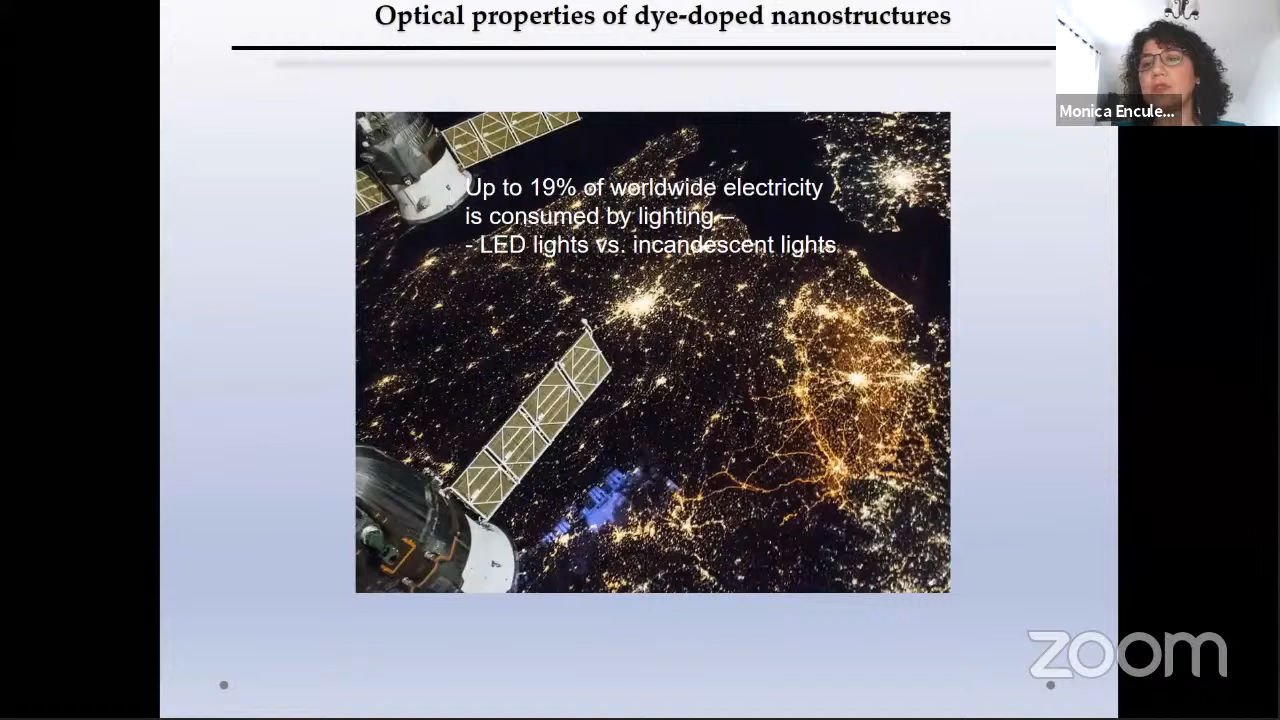 Optical properties of dye-doped nanostructures
Monica Encule...
Up to 19% of worldwide electricity
is consumed by lighting –
- LED lights vs. incandescent lights
zoom